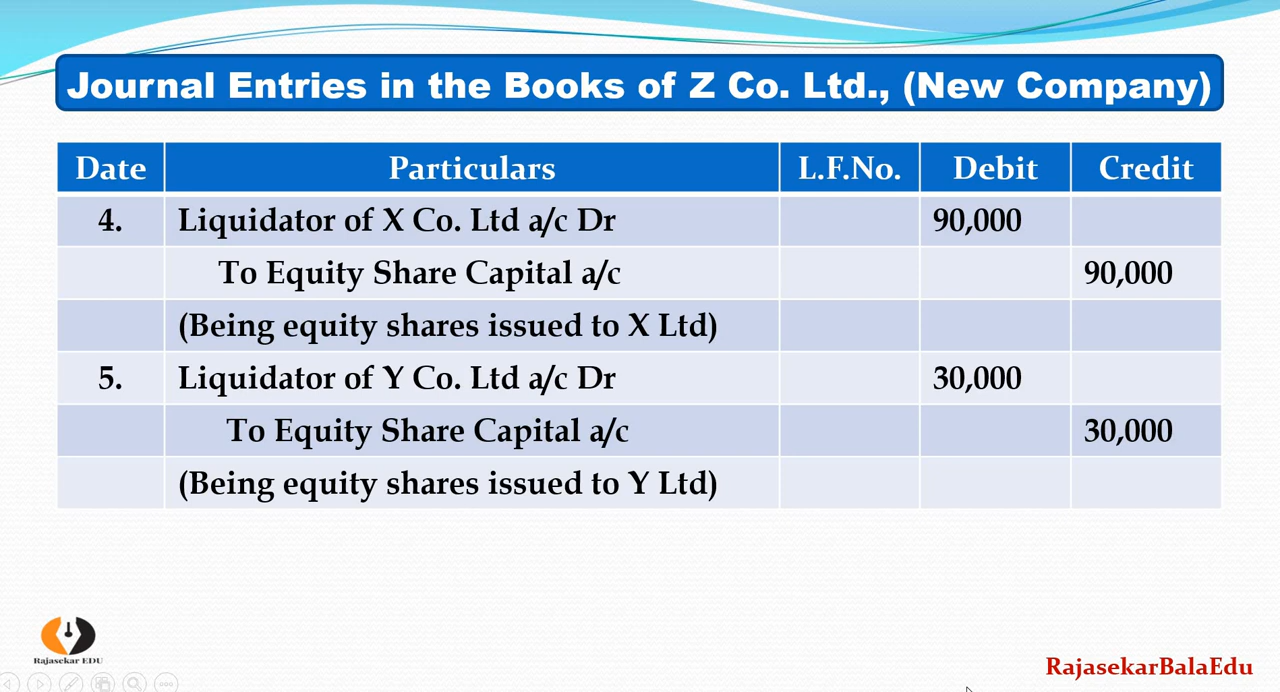 Journal Entries in the Books of Z Co. Ltd., (New Company)
Date Particulars L.F.No. Debit Credit
4. Liquidator of X Co. Ltd a/c Dr 90,000
To Equity Share Capital a/c 90,000
(Being equity shares issued to X Ltd)
5. Liquidator of Y Co. Ltd a/c Dr 30,000
To Equity Share Capital a/c 30,000
(Being equity shares issued to Y Ltd)
Rajasekar EDU
RajasekarBalaEdu